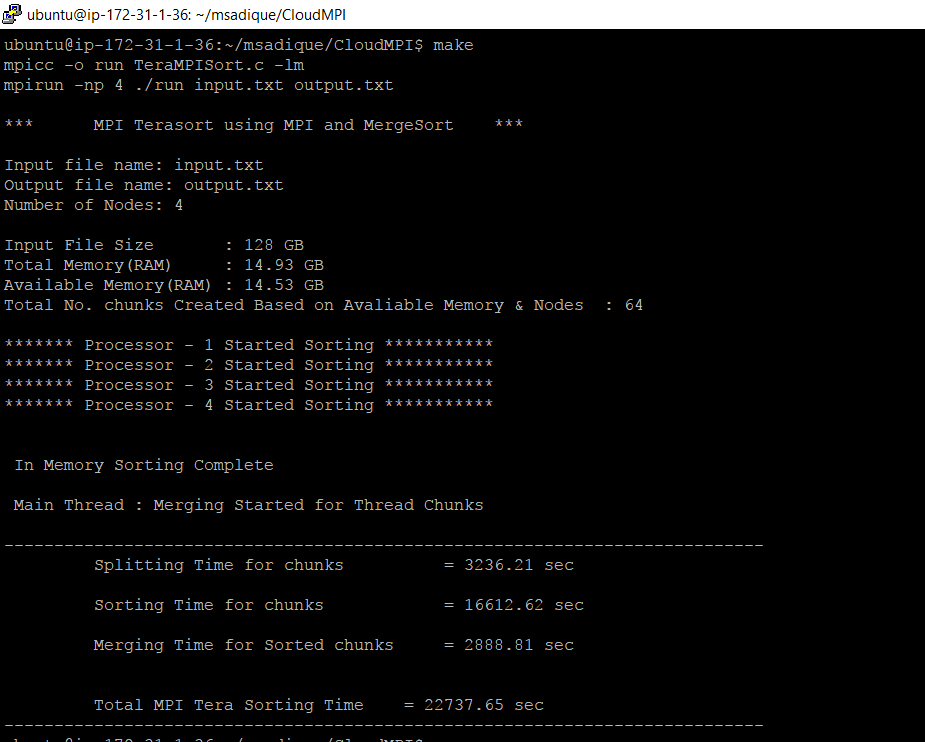 ubuntu@ip-172-31-1-36: ~/msadique/CloudMPI
ubuntu@ip-172-31-1-36:~/msadique/CloudMPI$ make
mpicc -o run TeraMPISort.c -lm
mpirun -np 4 ./run input.txt output.txt
*** MPI Terasort using MPI and MergeSort ***
Input file name: input.txt
Output file name: output.txt
Number of Nodes: 4
Input File Size : 128 GB
Total Memory(RAM) : 14.93 GB
Available Memory(RAM) : 14.53 GB
Total No. chunks Created Based on Avaliable Memory & Nodes : 64
******* Processor - 1 Started Sorting ***********
******* Processor - 2 Started Sorting ***********
******* Processor - 3 Started Sorting ***********
******* Processor - 4 Started Sorting ***********
In Memory Sorting Complete
Main Thread : Merging Started for Thread Chunks
----------------------------------------------------------------------------
Splitting Time for chunks = 3236.21 sec
Sorting Time for chunks = 16612.62 sec
Merging Time for Sorted chunks = 2888.81 sec
Total MPI Tera Sorting Time = 22737.65 sec
----------------------------------------------------------------------------